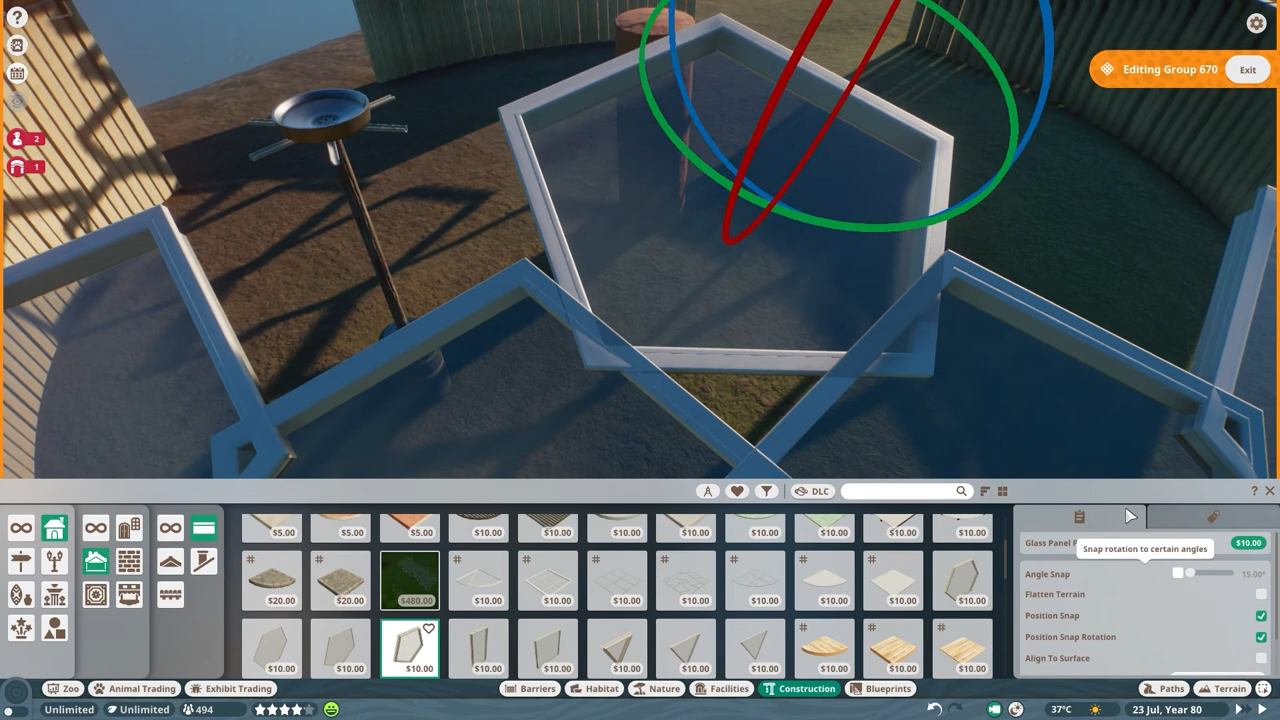 ?
Editing Group 670
Exit
2
1
DLC
? ×
$5.00 $5.00 $5.00 $10.00 $10.00 $10.00 $10.00 $10.00 $10.00 $10.00 $10.00
$20.00 $20.00 $480.00 $10.00 $10.00 $10.00 $10.00 $10.00 $10.00 $10.00 $10.00
$10.00 $10.00 $10.00 $10.00 $10.00 $10.00 $10.00 $10.00 $10.00 $10.00 $10.00
Glass Panel P
$10.00
Snap rotation to certain angles
Angle Snap 15.00°
Flatten Terrain
Position Snap
Position Snap Rotation
Align To Surface
Zoo Animal Trading Exhibit Trading Barriers Habitat Nature Facilities Construction Blueprints Paths Terrain
Unlimited Unlimited 494 37°C 23 Jul, Year 80